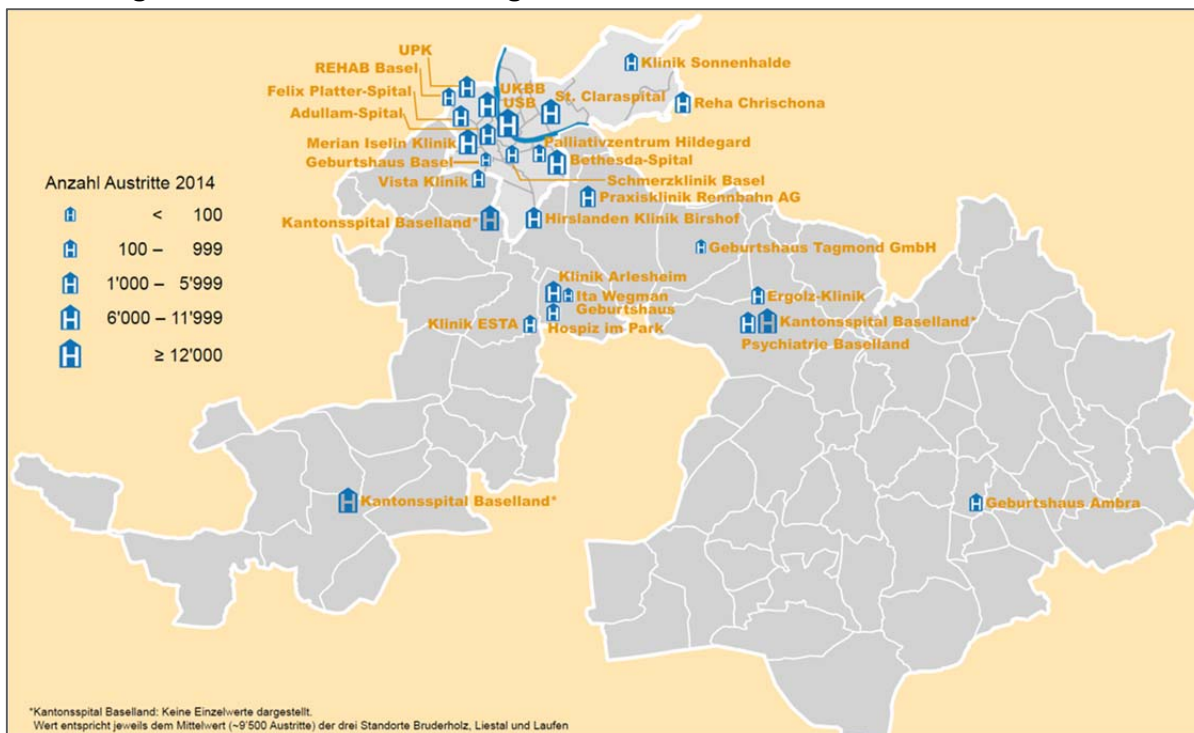 UPK
REHAB Basel
Felix Platter-Spital
Adullam-Spital
Merian Iselin Klinik
Geburtshaus Basel
Vista Klinik
Kantonsspital Baselland*
UKBB
USB
St. Claraspital
Klinik Sonnenhalde
Reha Chrischona
Palliativzentrum Hildegard
Bethesda-Spital
Schmerzklinik Basel
Praxisklinik Rennbahn AG
Hirslanden Klinik Birshof
Geburtshaus Tagmond GmbH
Klinik Arlesheim
Ita Wegman
Geburtshaus
Hospiz im Park
Klinik ESTA
Ergolz-Klinik
Kantonsspital Baselland*
Psychiatrie Baselland
Kantonsspital Baselland*
Geburtshaus Ambra
Anzahl Austritte 2014
< 100
100 – 999
1'000 – 5'999
6'000 – 11'999
≥ 12'000
*Kantonsspital Baselland: Keine Einzelwerte dargestellt.
Wert entspricht jeweils dem Mittelwert (~9'500 Austritte) der drei Standorte Bruderholz, Liestal und Laufen